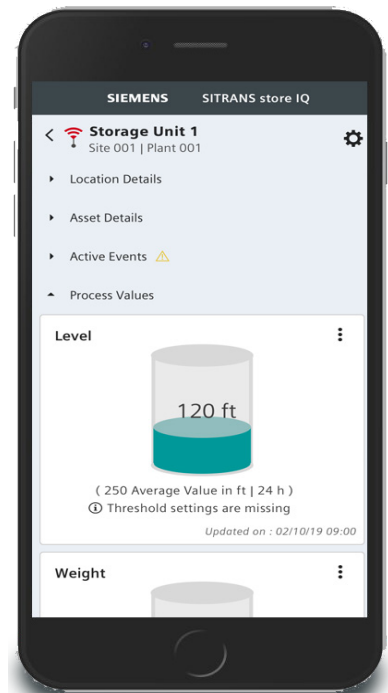 SIEMENS SITRANS store IQ
Storage Unit 1
Site 001 | Plant 001
Location Details
Asset Details
Active Events
Process Values
Level
120 ft
( 250 Average Value in ft | 24 h )
Threshold settings are missing
Updated on : 02/10/19 09:00
Weight